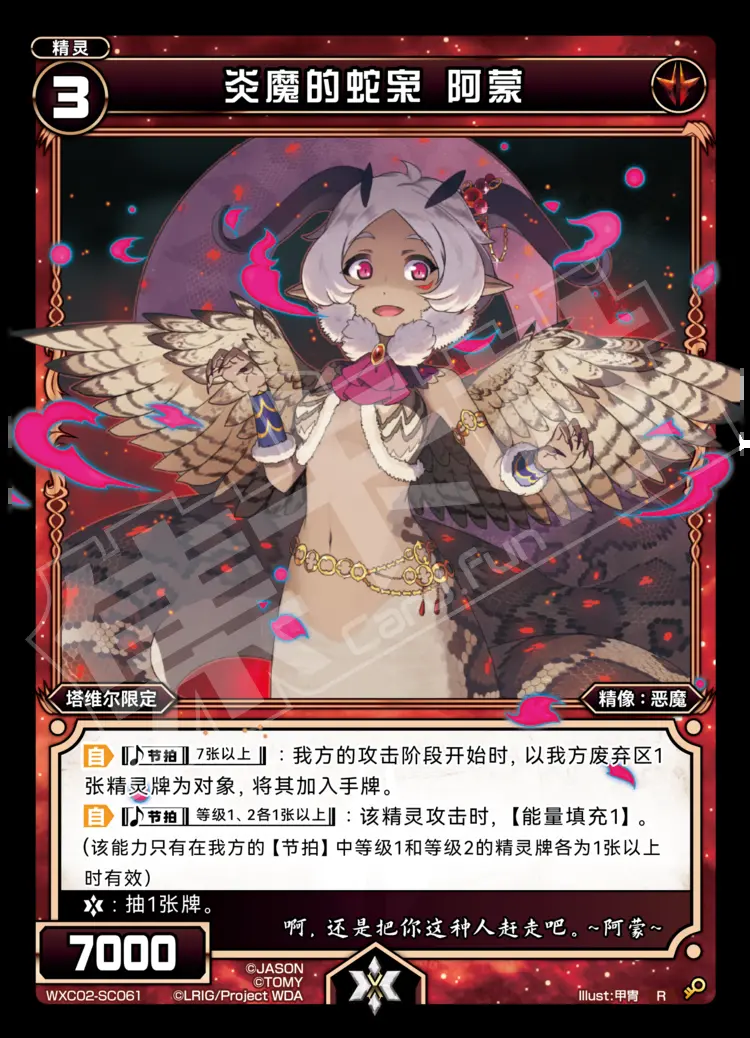 精灵
3
炎魔的蛇枭 阿蒙
集卡社
Card.fun
塔维尔限定
精像：恶魔
自 节拍 7张以上：我方的攻击阶段开始时，以我方废弃区1
张精灵牌为对象，将其加入手牌。
自 节拍 等级1、2各1张以上：该精灵攻击时，【能量填充1】。
（该能力只有在我方的【节拍】中等级1和等级2的精灵牌各为1张以上
时有效）
：抽1张牌。
啊，还是把你这种人赶走吧。~阿蒙~
7000
©JASON
©TOMY
WXC02-SC061 ©LRIG/Project WDA
Illust:甲胄 R